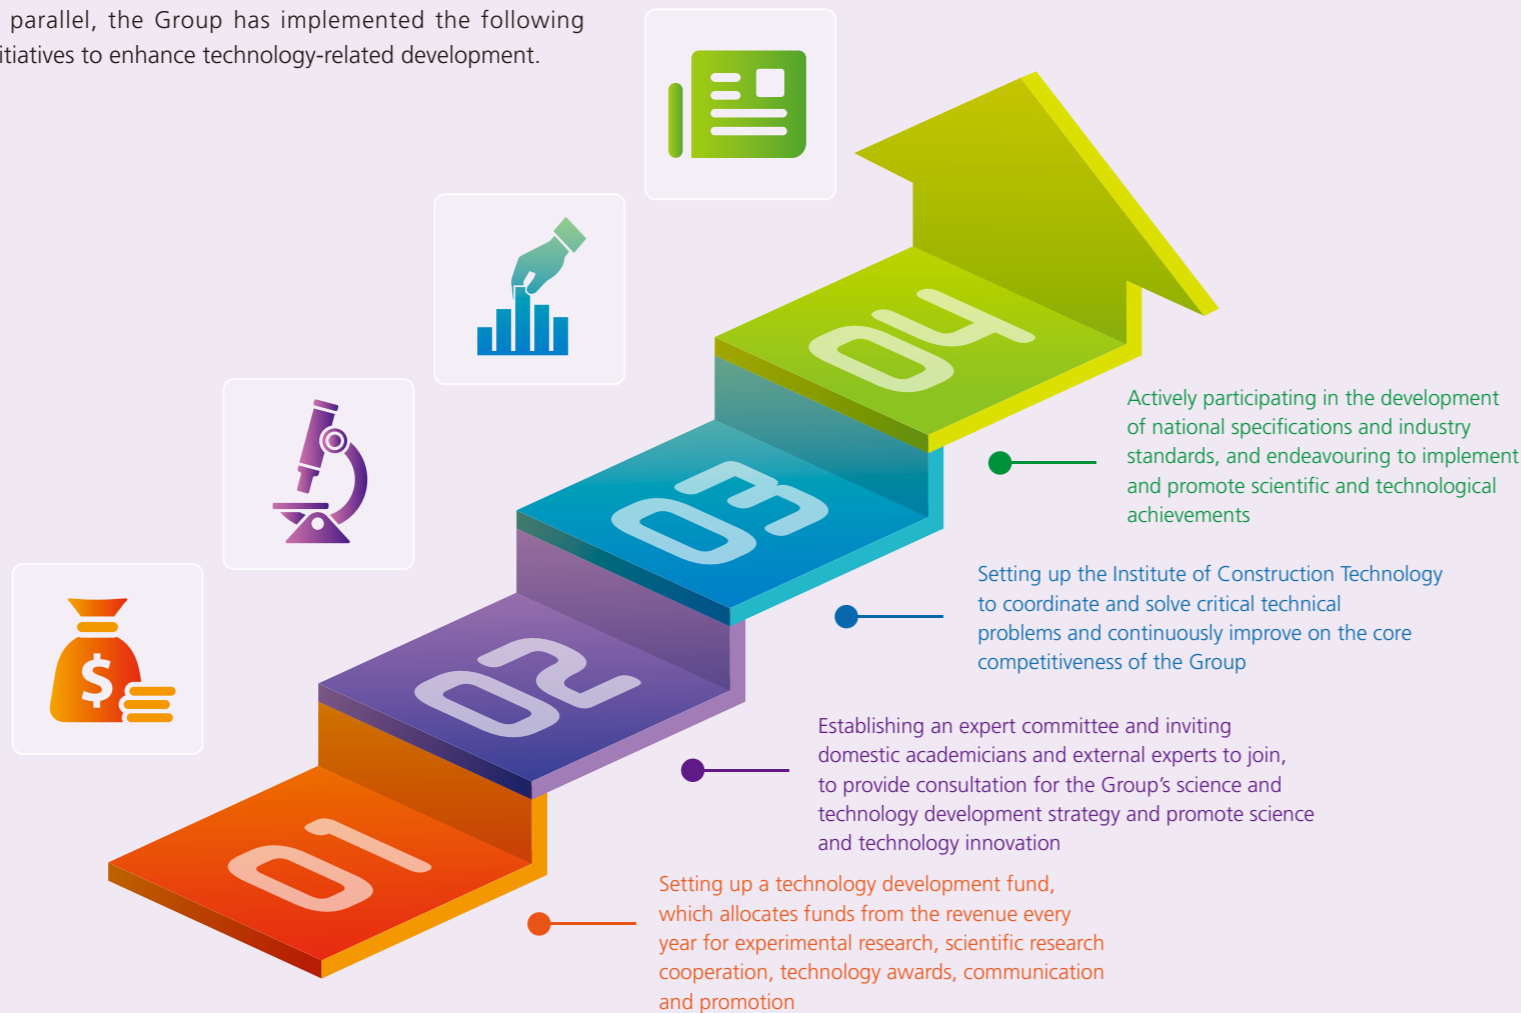 parallel, the Group has implemented the following
itiatives to enhance technology-related development.
04
Actively participating in the development
of national specifications and industry
standards, and endeavouring to implement
and promote scientific and technological
achievements
03
Setting up the Institute of Construction Technology
to coordinate and solve critical technical
problems and continuously improve on the core
competitiveness of the Group
02
Establishing an expert committee and inviting
domestic academicians and external experts to join,
to provide consultation for the Group's science and
technology development strategy and promote science
and technology innovation
$
01
Setting up a technology development fund,
which allocates funds from the revenue every
year for experimental research, scientific research
cooperation, technology awards, communication
and promotion